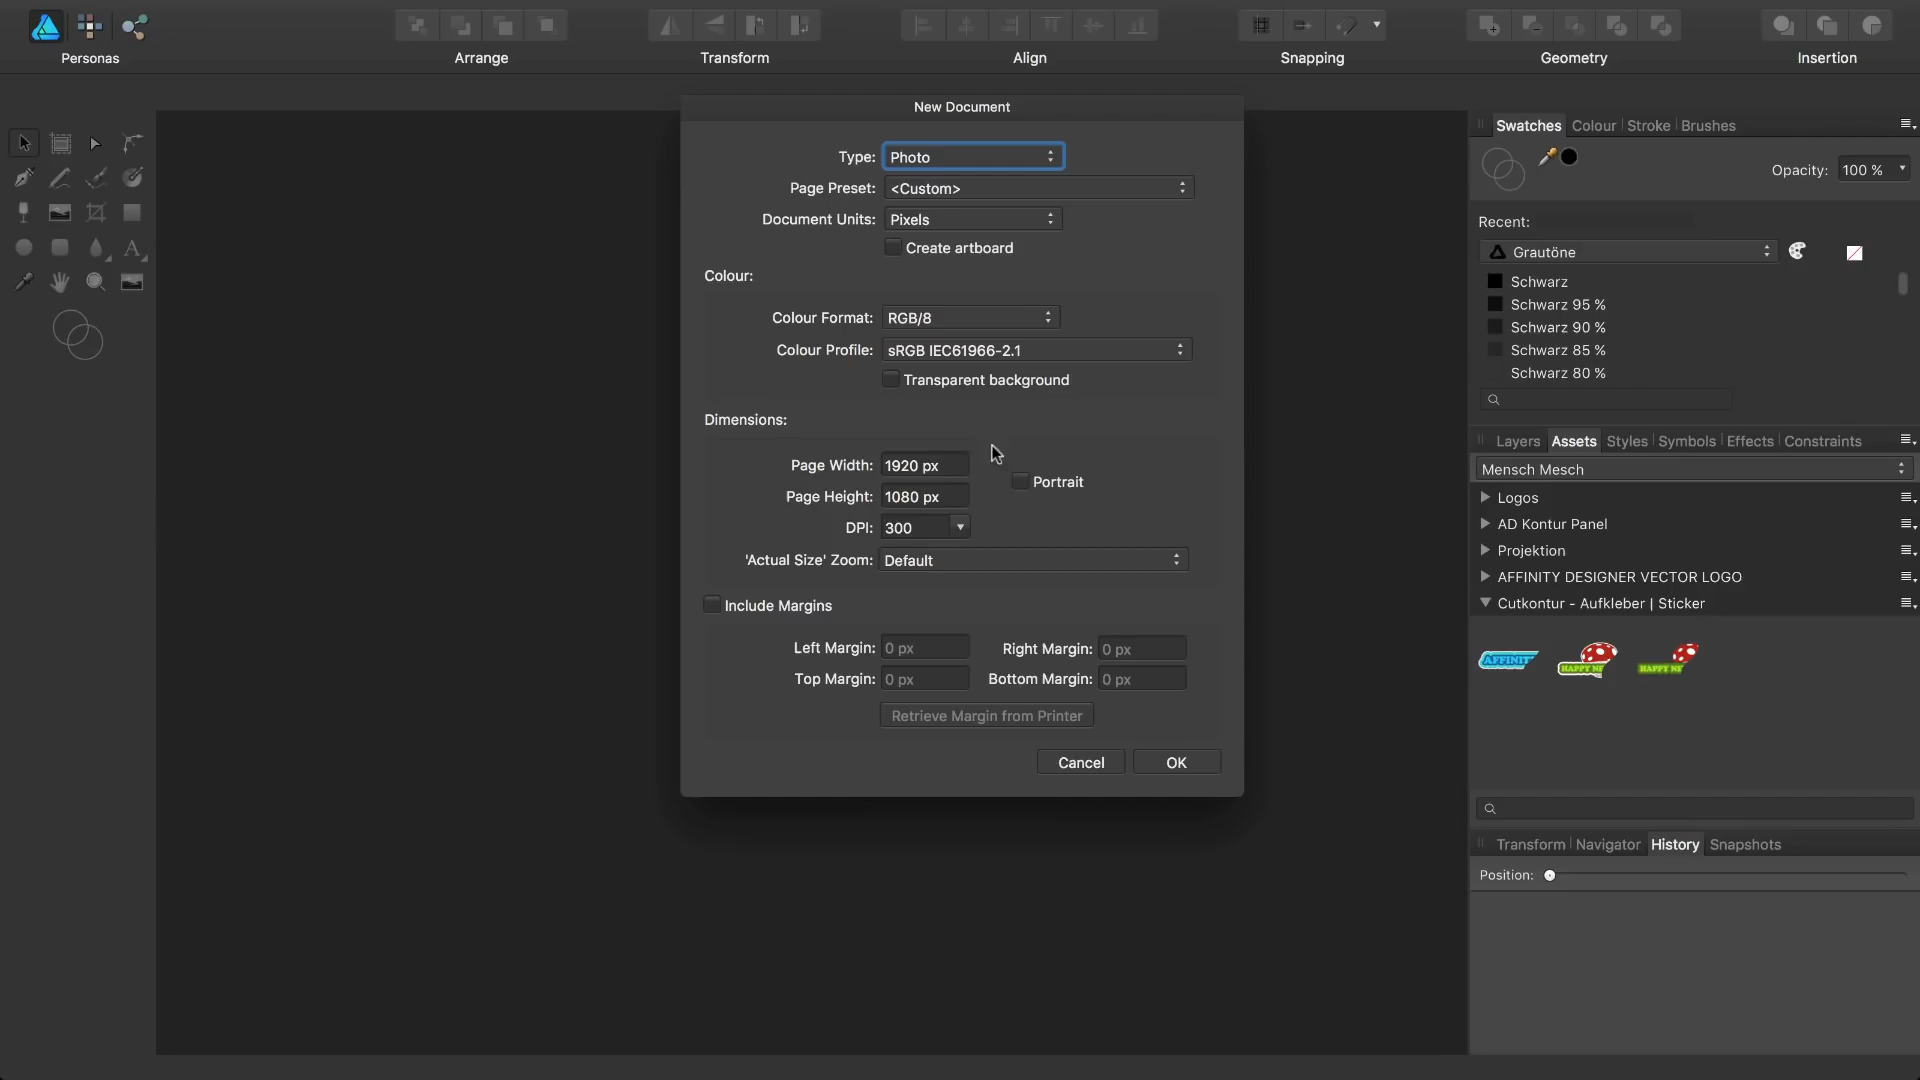 Personas
Arrange
Transform
Align
Snapping
Geometry
Insertion
New Document
Type: Photo
Page Preset: <Custom>
Document Units: Pixels
Create artboard
Colour:
Colour Format: RGB/8
Colour Profile: sRGB IEC61966-2.1
Transparent background
Dimensions:
Page Width: 1920 px
Portrait
Page Height: 1080 px
DPI: 300
'Actual Size' Zoom: Default
Include Margins
Left Margin: 0 px Right Margin: 0 px
Top Margin: 0 px Bottom Margin: 0 px
Retrieve Margin from Printer
Cancel OK
Swatches Colour Stroke Brushes
Opacity: 100 %
Recent:
Grautöne
Schwarz
Schwarz 95 %
Schwarz 90 %
Schwarz 85 %
Schwarz 80 %
Layers Assets Styles Symbols Effects Constraints
Mensch Mesch
Logos
AD Kontur Panel
Projektion
AFFINITY DESIGNER VECTOR LOGO
Cutkontur - Aufkleber | Sticker
AFFINIT HAPPY NE HAPPY NE
Transform Navigator History Snapshots
Position: